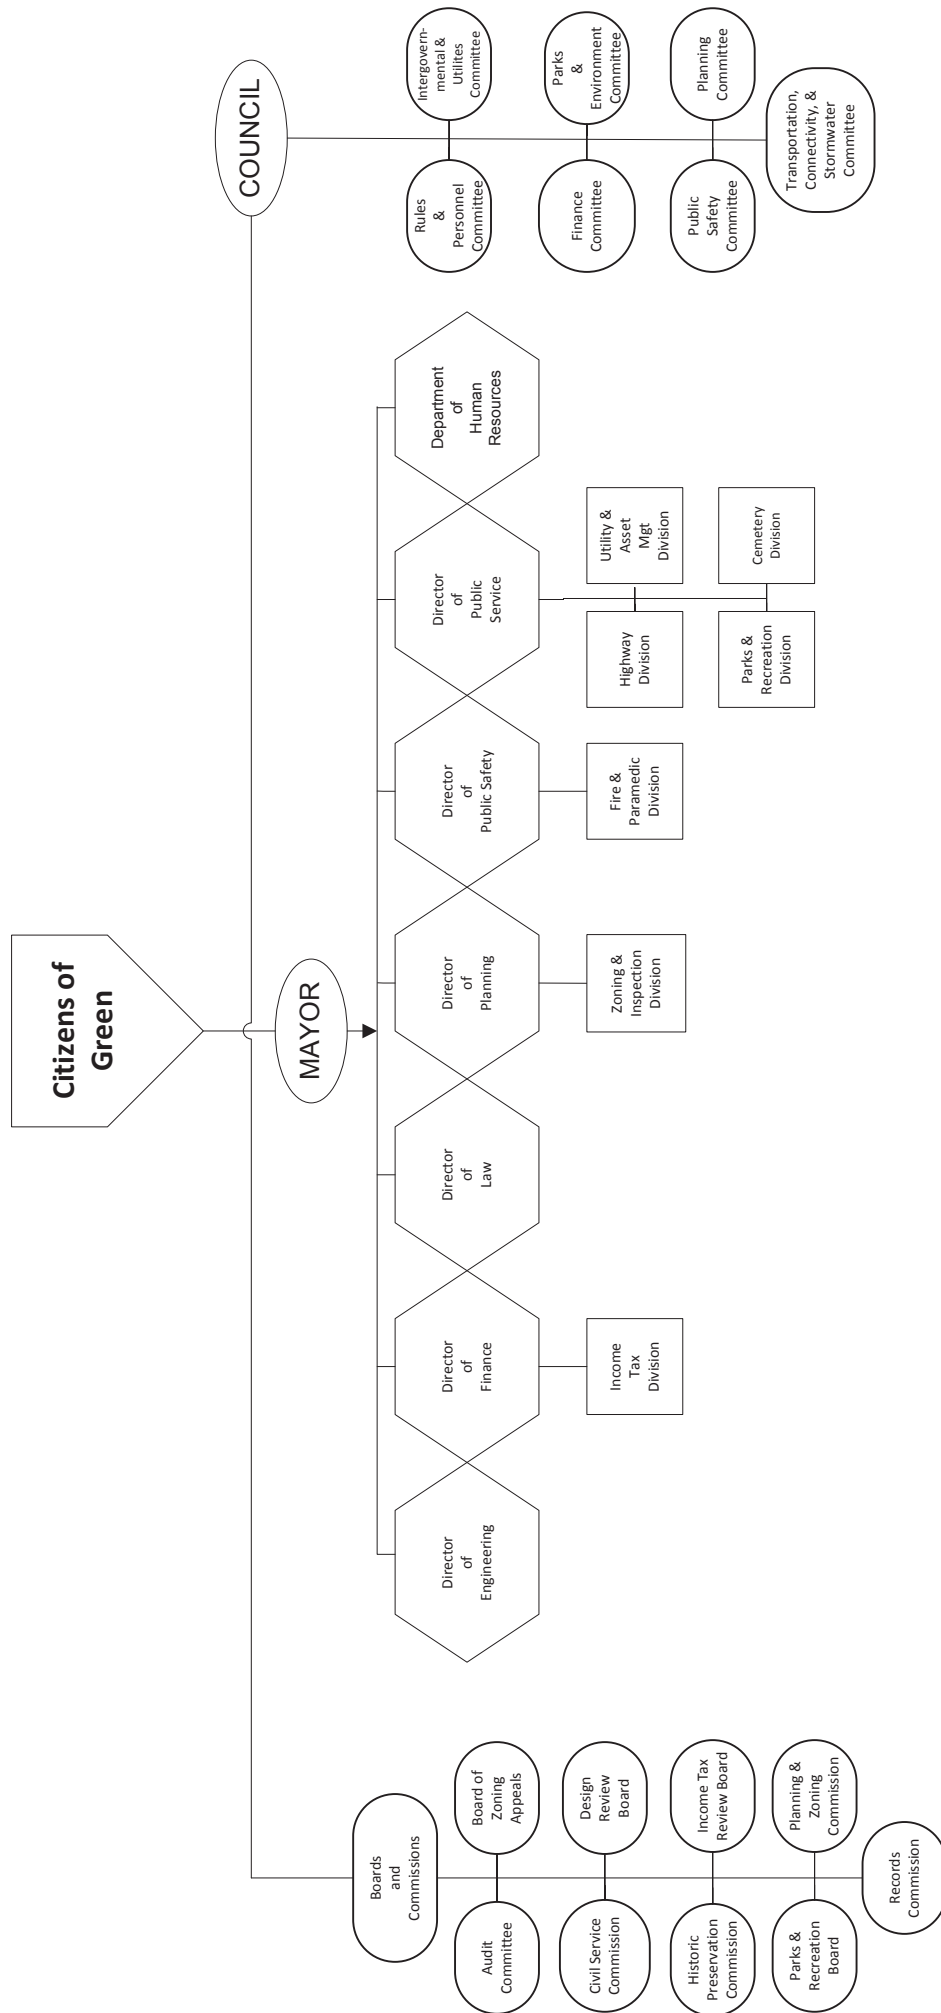 Citizens of
Green
COUNCIL
MAYOR
Boards
and
Commissions
Audit
Committee
Board of
Zoning
Appeals
Civil Service
Commission
Design
Review
Board
Historic
Preservation
Commission
Income Tax
Review Board
Parks &
Recreation
Board
Planning &
Zoning
Commission
Records
Commission
Director
of
Engineering
Director
of
Finance
Director
of
Law
Director
of
Planning
Director
of
Public Safety
Director
of
Public
Service
Department
of
Human
Resources
Income
Tax
Division
Zoning &
Inspection
Division
Fire &
Paramedic
Division
Highway
Division
Utility &
Asset
Mgt
Division
Parks &
Recreation
Division
Cemetery
Division
Rules
&
Personnel
Committee
Intergovern-
mental &
Utilites
Committee
Finance
Committee
Parks
&
Environment
Committee
Public
Safety
Committee
Planning
Committee
Transportation,
Connectivity, &
Stormwater
Committee